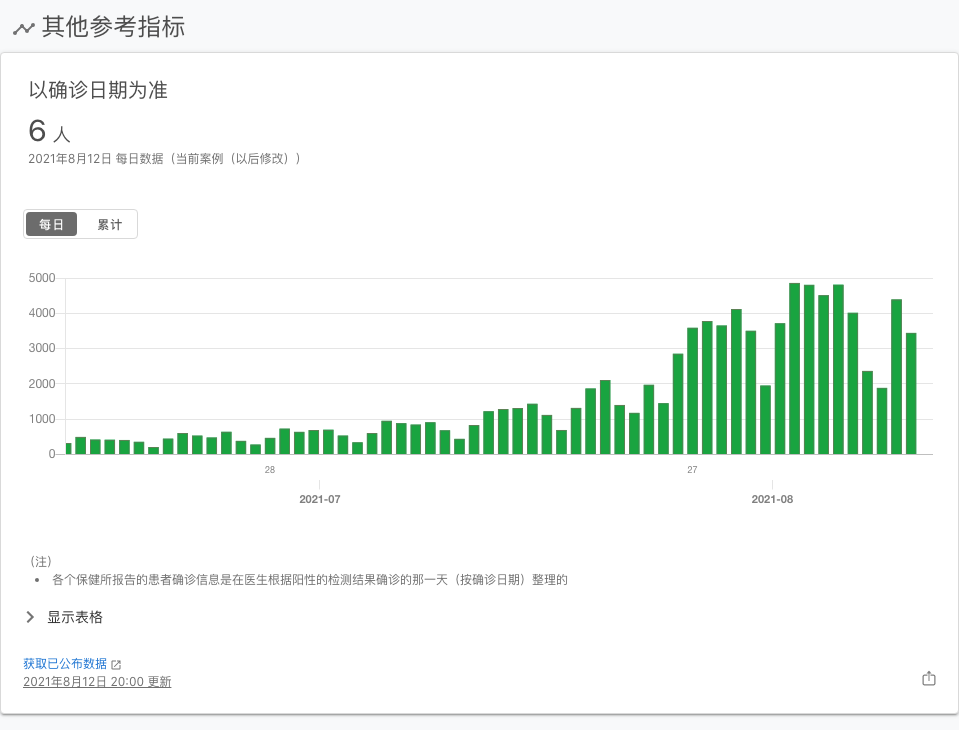 其他参考指标
以确诊日期为准
6 人
2021年8月12日 每日数据（当前案例（以后修改））
每日 累计
5000
4000
3000
2000
1000
0
28 27
2021-07 2021-08
（注）
• 各个保健所报告的患者确诊信息是在医生根据阳性的检测结果确诊的那一天（按确诊日期）整理的
显示表格
获取已公布数据
2021年8月12日 20:00 更新